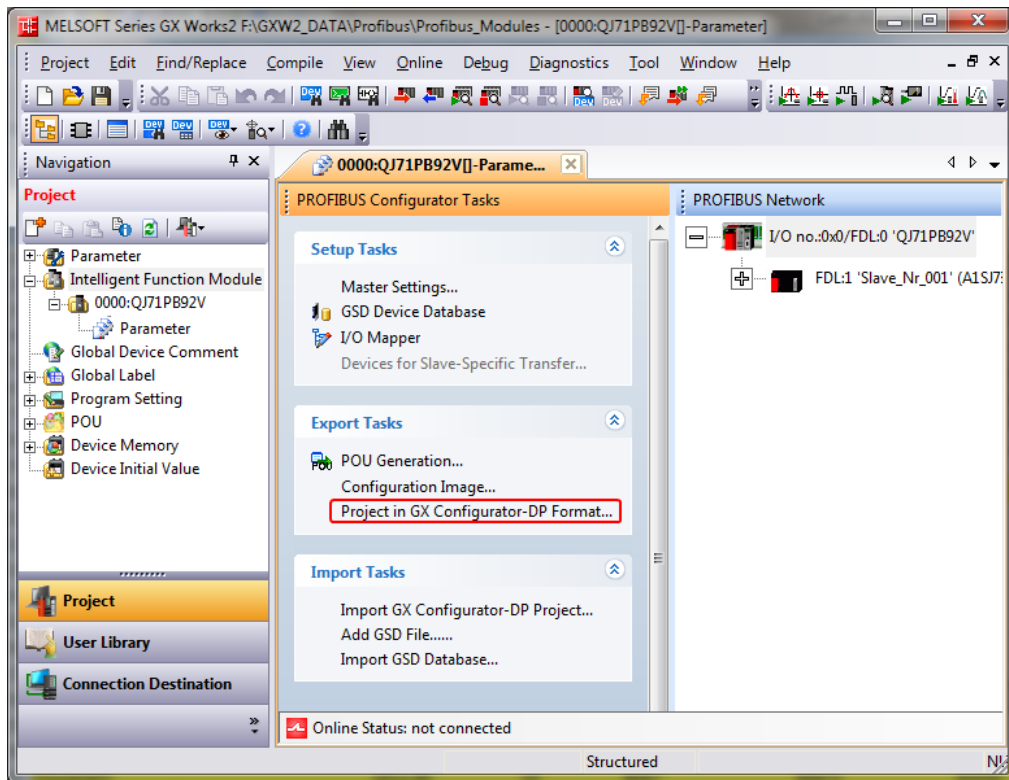 MELSOFT Series GX Works2 F:\GXW2_DATA\Profibus\Profibus_Modules - [0000:QJ71PB92V[]-Parameter]
Project Edit Find/Replace Compile View Online Debug Diagnostics Tool Window Help
Navigation
0000:QJ71PB92V[]-Parame...
Project
Parameter
Intelligent Function Module
0000:QJ71PB92V
Parameter
Global Device Comment
Global Label
Program Setting
POU
Device Memory
Device Initial Value
Project
User Library
Connection Destination
PROFIBUS Configurator Tasks
Setup Tasks
Master Settings...
GSD Device Database
I/O Mapper
Devices for Slave-Specific Transfer...
Export Tasks
POU Generation...
Configuration Image...
Project in GX Configurator-DP Format...
Import Tasks
Import GX Configurator-DP Project...
Add GSD File......
Import GSD Database...
PROFIBUS Network
I/O no.:0x0/FDL:0 'QJ71PB92V'
FDL:1 'Slave_Nr_001' (A1SJ7
Online Status: not connected
Structured